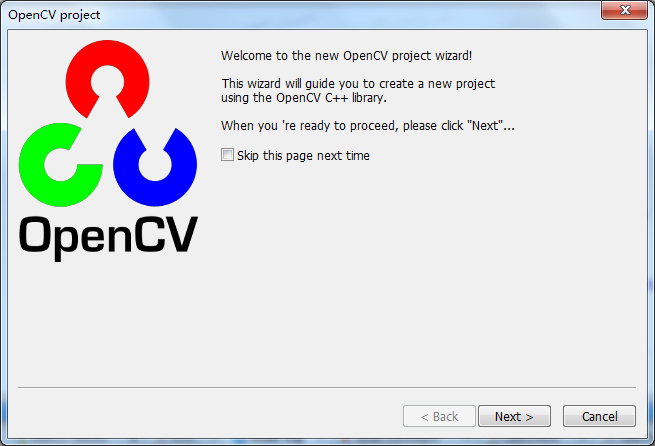 OpenCV project
Welcome to the new OpenCV project wizard!
This wizard will guide you to create a new project
using the OpenCV C++ library.
When you 're ready to proceed, please click "Next"...
Skip this page next time
OpenCV
< Back
Next >
Cancel